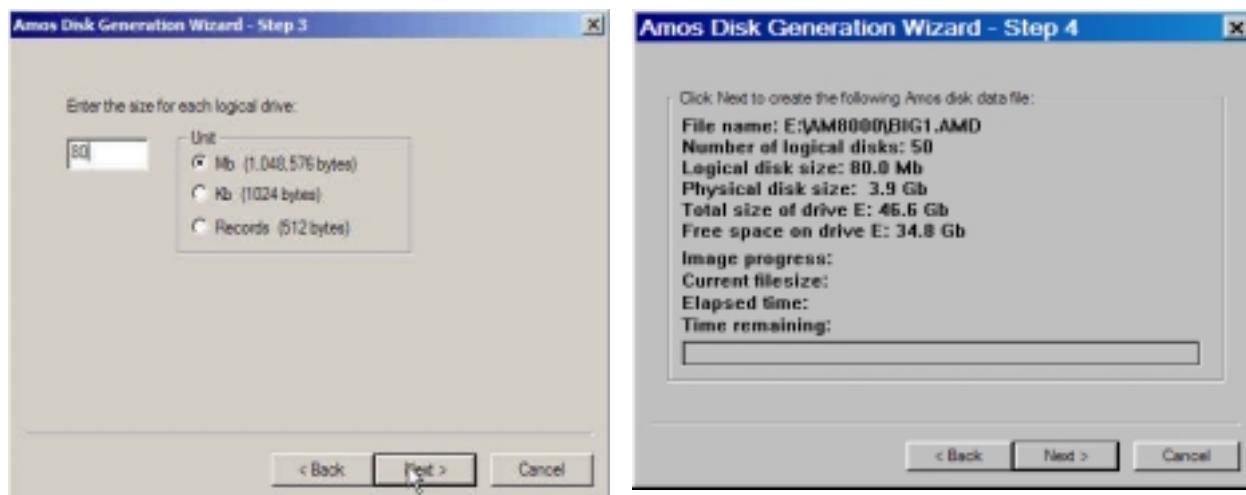 Amos Disk Generation Wizard - Step 3
Enter the size for each logical drive:
80
Unit
Mb (1,048,576 bytes)
Kb (1024 bytes)
Records (512 bytes)
< Back
Next >
Cancel
Amos Disk Generation Wizard - Step 4
Click Next to create the following Amos disk data file:
File name: E:\AM8000\BIG1.AMD
Number of logical disks: 50
Logical disk size: 80.0 Mb
Physical disk size: 3.9 Gb
Total size of drive E: 46.6 Gb
Free space on drive E: 34.8 Gb
Image progress:
Current filesize:
Elapsed time:
Time remaining:
< Back
Next >
Cancel